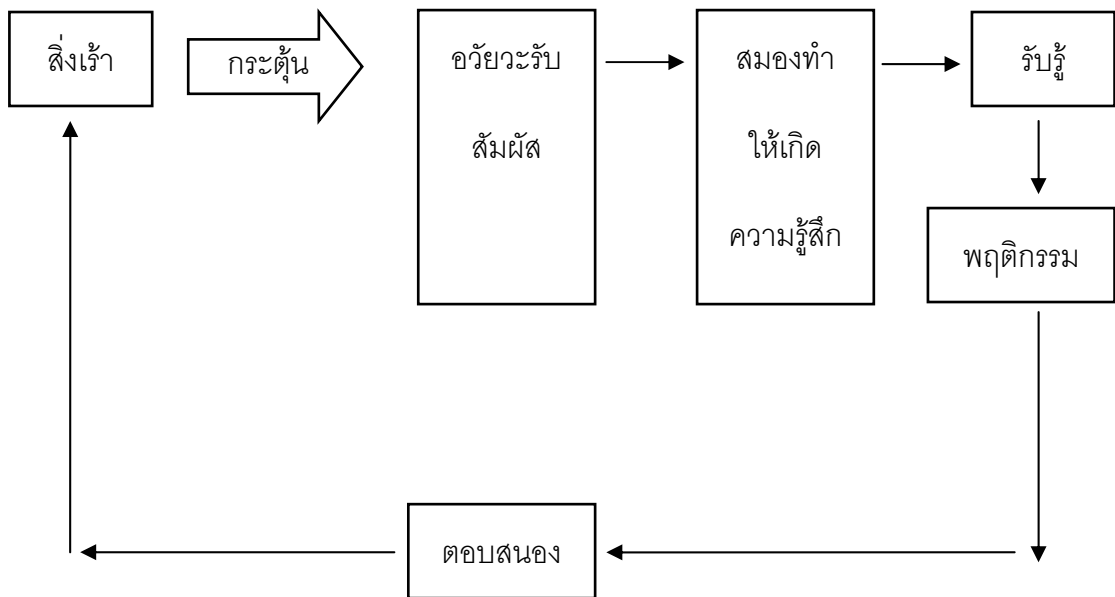 สิ่งเร้า
กระตุ้น
อวัยวะรับ
สัมผัส
สมองทำ
ให้เกิด
ความรู้สึก
รับรู้
พฤติกรรม
ตอบสนอง